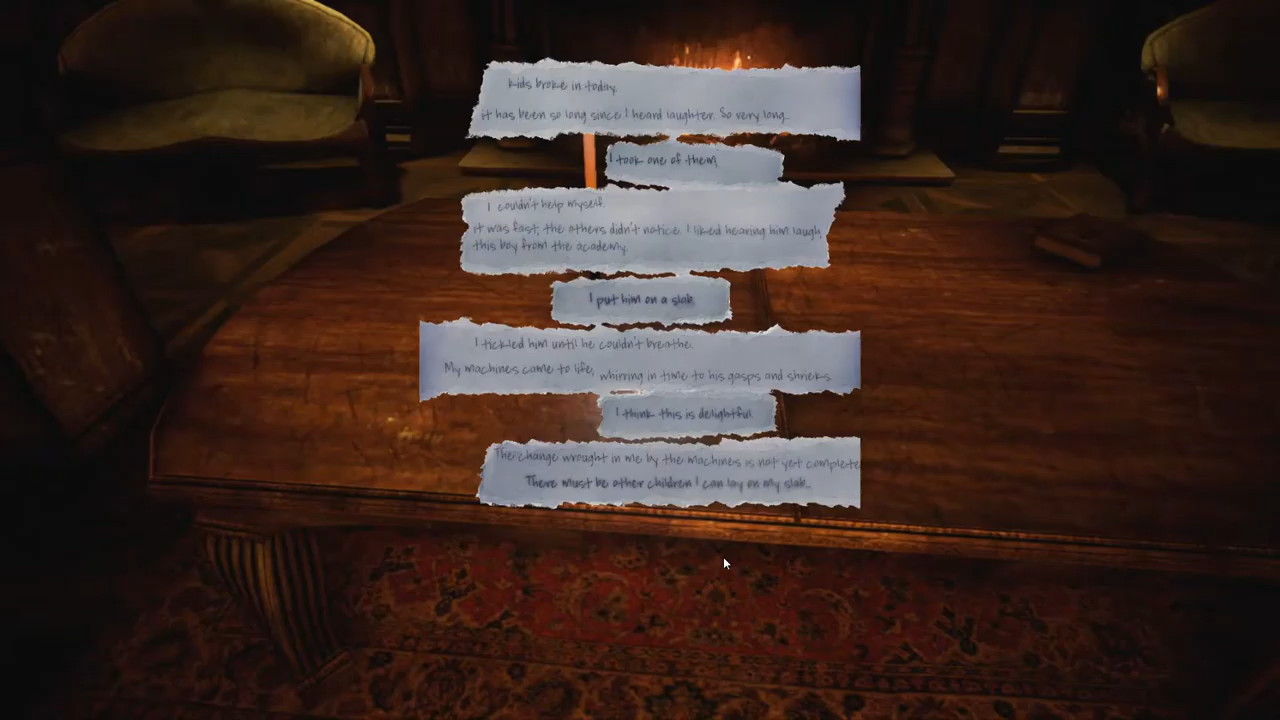 kids broke in today.
it has been so long since I heard laughter. So very long...
I took one of them.
I couldn't help myself.
it was fast; the others didn't notice. I liked hearing him laugh,
this boy from the academy.
I put him on a slab.
I tickled him until he couldn't breathe.
My machines came to life, whirring in time to his gasps and shrieks.
I think this is delightful.
The change wrought in me by the machines is not yet complete
There must be other children I can lay on my slab...